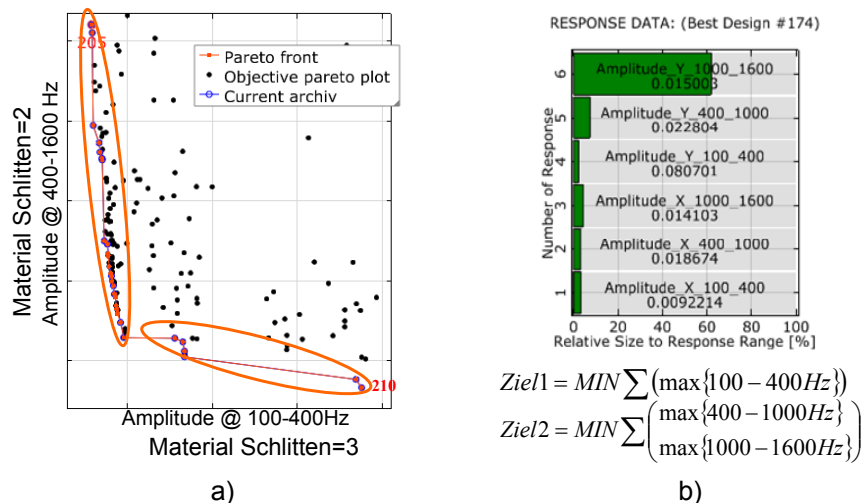 205
Pareto front
Objective pareto plot
Current archiv
Material Schlitten=2
Amplitude @ 400-1600 Hz
210
Amplitude @ 100-400Hz
Material Schlitten=3
a)
RESPONSE DATA: (Best Design #174)
Number of Response
6
Amplitude_Y_1000_1600
0.015003
5
Amplitude_Y_400_1000
0.022804
4
Amplitude_Y_100_400
0.080701
3
Amplitude_X_1000_1600
0.014103
2
Amplitude_X_400_1000
0.018674
1
Amplitude_X_100_400
0.0092214
0 20 40 60 80 100
Relative Size to Response Range [%]
Ziel1 = MIN∑(max{100 − 400Hz})
Ziel2 = MIN∑(max{400 − 1000Hz}
max{1000 − 1600Hz})
b)